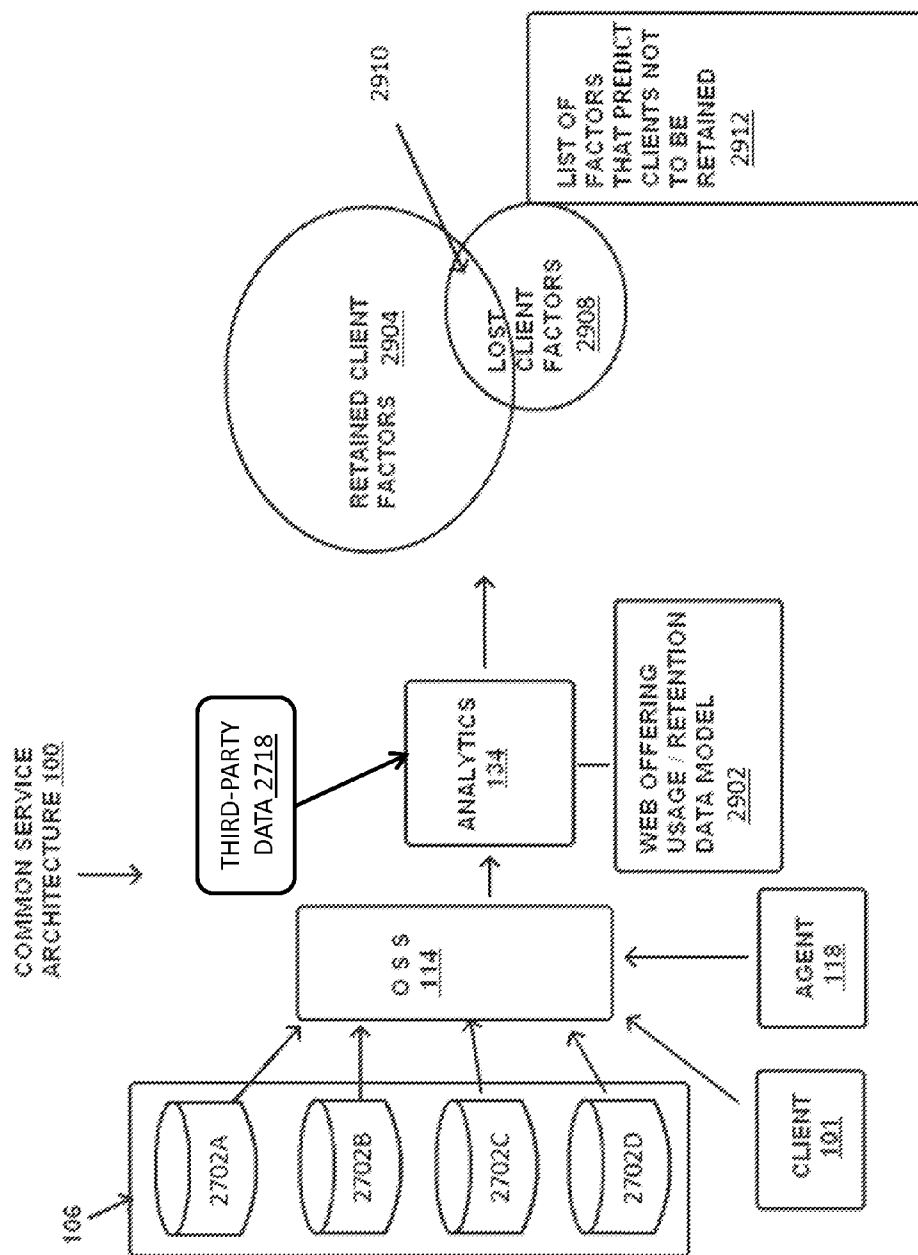 COMMON SERVICE
ARCHITECTURE 100
106
2702A
2702B
2702C
2702D
CLIENT
101
AGENT
118
O S S
114
THIRD-PARTY
DATA 2718
ANALYTICS
134
WEB OFFERING
USAGE / RETENTION
DATA MODEL
2902
RETAINED CLIENT
FACTORS 2904
LOST
CLIENT
FACTORS
2908
2910
LIST OF
FACTORS
THAT PREDICT
CLIENTS NOT
TO BE
RETAINED
2912